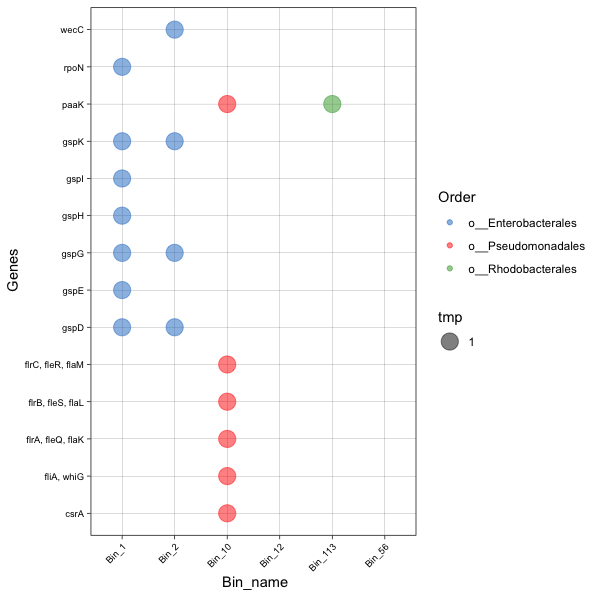 wecC
rpoN
paaK
gspK
gspI
gspH
gspG
gspE
gspD
flrC, fleR, flaM
flrB, fleS, flaL
flrA, fleQ, flaK
fliA, whiG
csrA
Genes
Bin_1
Bin_2
Bin_10
Bin_12
Bin_113
Bin_56
Bin_name
Order
o__Enterobacterales
o__Pseudomonadales
o__Rhodobacterales
tmp
1